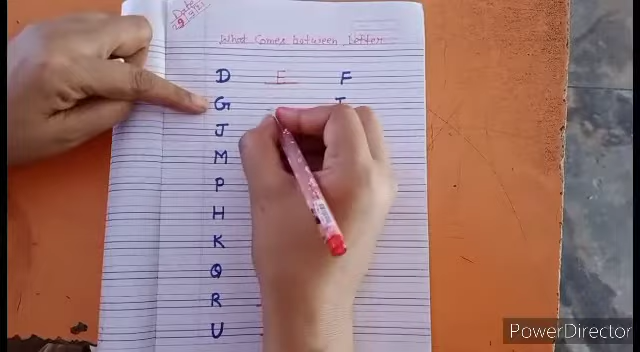 Date
What Comes between Letter
D E F
G I
J
M
P
H
K
Q
R
U
PowerDirector